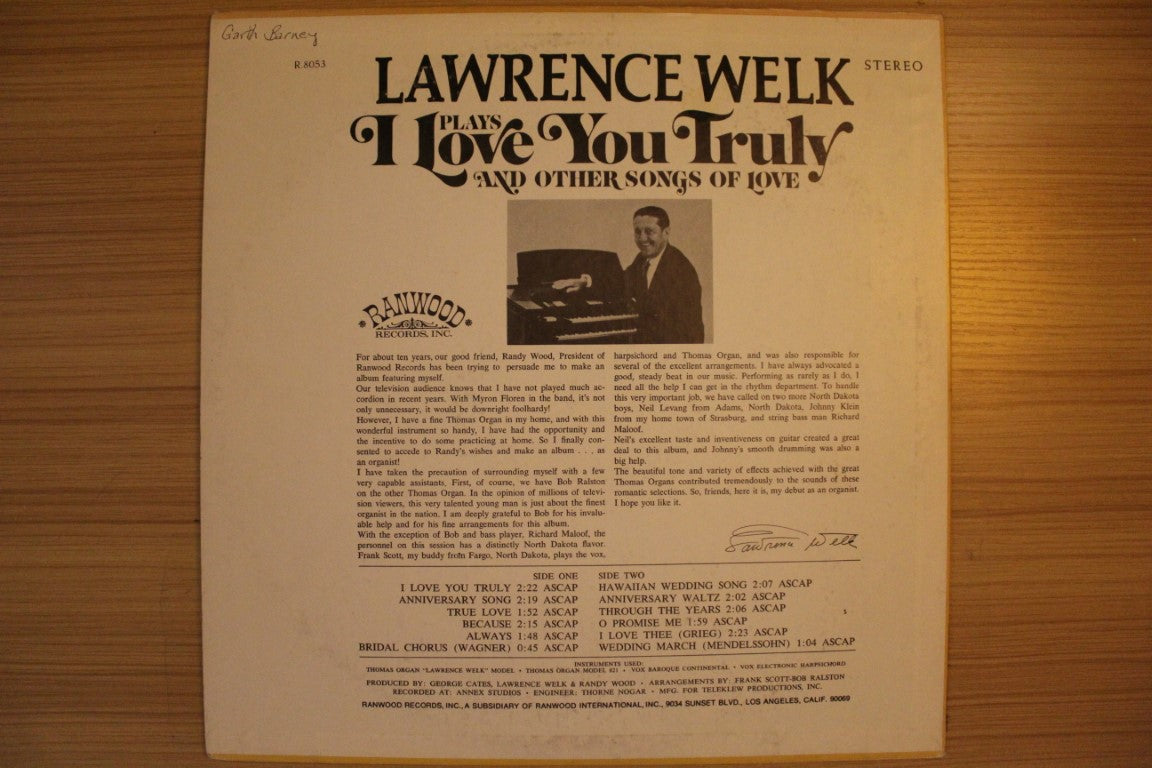 Garth Barney
R.8053
LAWRENCE WELK
STEREO
PLAYS
I Love You Truly
AND OTHER SONGS OF LOVE
RANWOOD
RECORDS, INC.
For about ten years, our good friend, Randy Wood, President of
Ranwood Records has been trying to persuade me to make an
album featuring myself.
Our television audience knows that I have not played much ac-
cordion in recent years. With Myron Floren in the band, it's not
only unnecessary, it would be downright foolhardy!
However, I have a fine Thomas Organ in my home, and with this
wonderful instrument so handy, I have had the opportunity and
the incentive to do some practicing at home. So I finally con-
sented to accede to Randy's wishes and make an album . . . as
an organist!
I have taken the precaution of surrounding myself with a few
very capable assistants. First, of course, we have Bob Ralston
on the other Thomas Organ. In the opinion of millions of televi-
sion viewers, this very talented young man is just about the finest
organist in the nation. I am deeply grateful to Bob for his invalu-
able help and for his fine arrangements for this album.
With the exception of Bob and bass player, Richard Maloof, the
personnel on this session has a distinctly North Dakota flavor.
Frank Scott, my buddy from Fargo, North Dakota, plays the vox,
harpsichord and Thomas Organ, and was also responsible for
several of the excellent arrangements. I have always advocated a
good, steady beat in our music. Performing as rarely as I do, I
need all the help I can get in the rhythm department. To handle
this very important job, we have called on two more North Dakota
boys, Neil Levang from Adams, North Dakota, Johnny Klein
from my home town of Strasburg, and string bass man Richard
Maloof.
Neil's excellent taste and inventiveness on guitar created a great
deal to this album, and Johnny's smooth drumming was also a
big help.
The beautiful tone and variety of effects achieved with the great
Thomas Organs contributed tremendously to the sounds of these
romantic selections. So, friends, here it is, my debut as an organist.
I hope you like it.
Lawrence Welk
SIDE ONE
I LOVE YOU TRULY 2:22 ASCAP
ANNIVERSARY SONG 2:19 ASCAP
TRUE LOVE 1:52 ASCAP
BECAUSE 2:15 ASCAP
ALWAYS 1:48 ASCAP
BRIDAL CHORUS (WAGNER) 0:45 ASCAP
SIDE TWO
HAWAIIAN WEDDING SONG 2:07 ASCAP
ANNIVERSARY WALTZ 2:02 ASCAP
THROUGH THE YEARS 2:06 ASCAP
O PROMISE ME 1:59 ASCAP
I LOVE THEE (GRIEG) 2:23 ASCAP
WEDDING MARCH (MENDELSSOHN) 1:04 ASCAP
INSTRUMENTS USED:
THOMAS ORGAN "LAWRENCE WELK" MODEL • THOMAS ORGAN MODEL 821 • VOX BAROQUE CONTINENTAL • VOX ELECTRONIC HARPSICHORD
PRODUCED BY: GEORGE CATES, LAWRENCE WELK & RANDY WOOD • ARRANGEMENTS BY: FRANK SCOTT-BOB RALSTON
RECORDED AT: ANNEX STUDIOS • ENGINEER: THORNE NOGAR • MFG. FOR TELEKLEW PRODUCTIONS, INC.
RANWOOD RECORDS, INC., A SUBSIDIARY OF RANWOOD INTERNATIONAL, INC., 9034 SUNSET BLVD., LOS ANGELES, CALIF. 90069